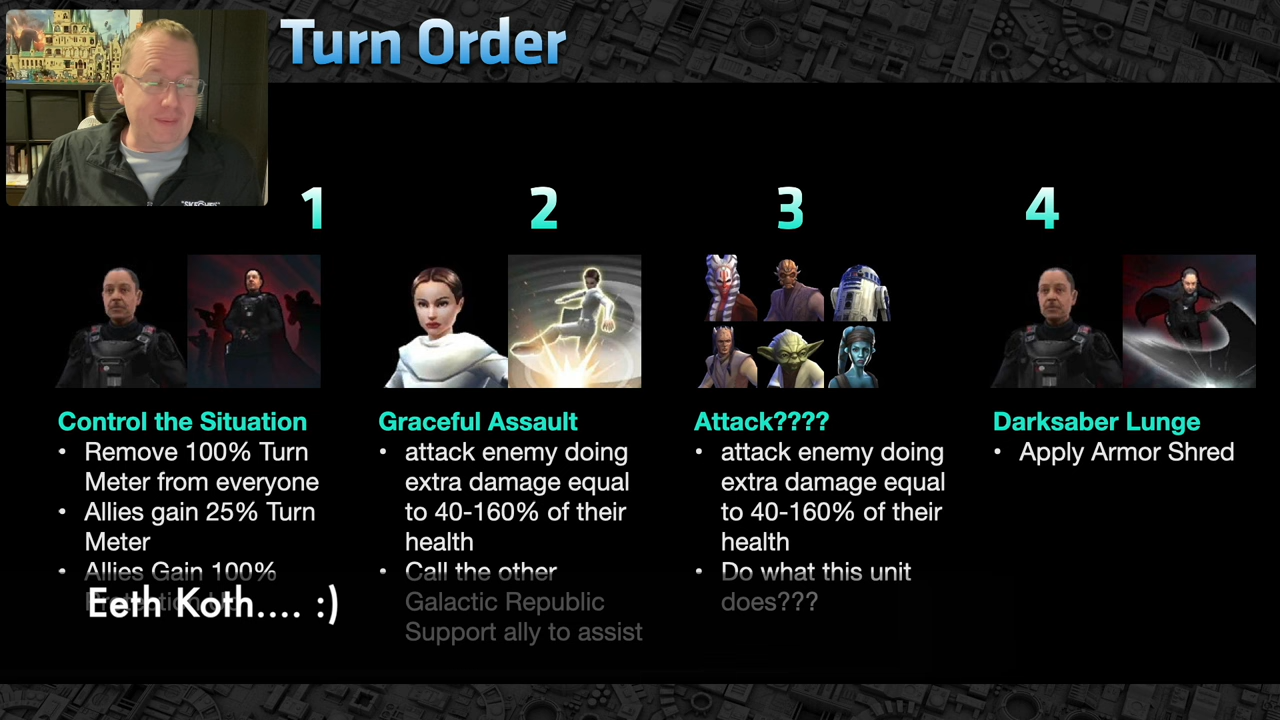 Turn Order
1
2
3
4
Control the Situation
• Remove 100% Turn
Meter from everyone
• Allies gain 25% Turn
Meter
• Allies Gain 100%
Eeth Koth.... :)
Graceful Assault
• attack enemy doing
extra damage equal
to 40-160% of their
health
• Call the other
Galactic Republic
Support ally to assist
Attack????
• attack enemy doing
extra damage equal
to 40-160% of their
health
• Do what this unit
does???
Darksaber Lunge
• Apply Armor Shred